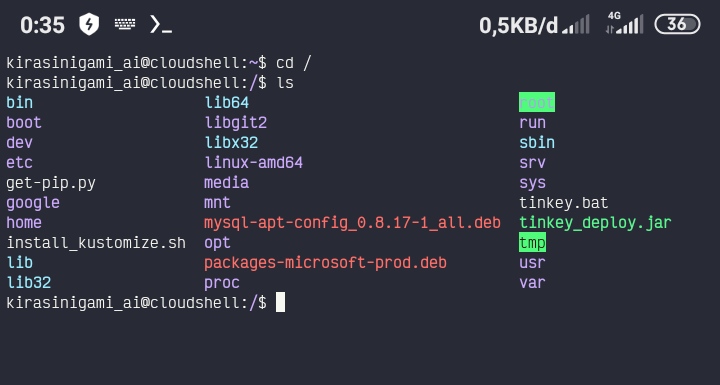 0:35 0,5KB/d 4G 36
kirasinigami_ai@cloudshell:~$ cd /
kirasinigami_ai@cloudshell:/$ ls
bin lib64 root
boot libgit2 run
dev libx32 sbin
etc linux-amd64 srv
get-pip.py media sys
google mnt tinkey.bat
home mysql-apt-config_0.8.17-1_all.deb tinkey_deploy.jar
install_kustomize.sh opt tmp
lib packages-microsoft-prod.deb usr
lib32 proc var
kirasinigami_ai@cloudshell:/$